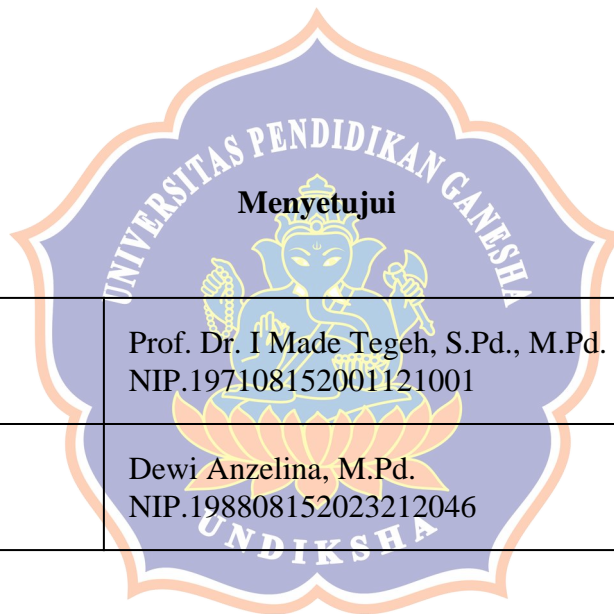 UNIVERSITAS PENDIDIKAN GANESHA
Menyetujui
Prof. Dr. I Made Tegeh, S.Pd., M.Pd.
NIP.197108152001121001
Dewi Anzelina, M.Pd.
NIP.198808152023212046
UNDIKSHA